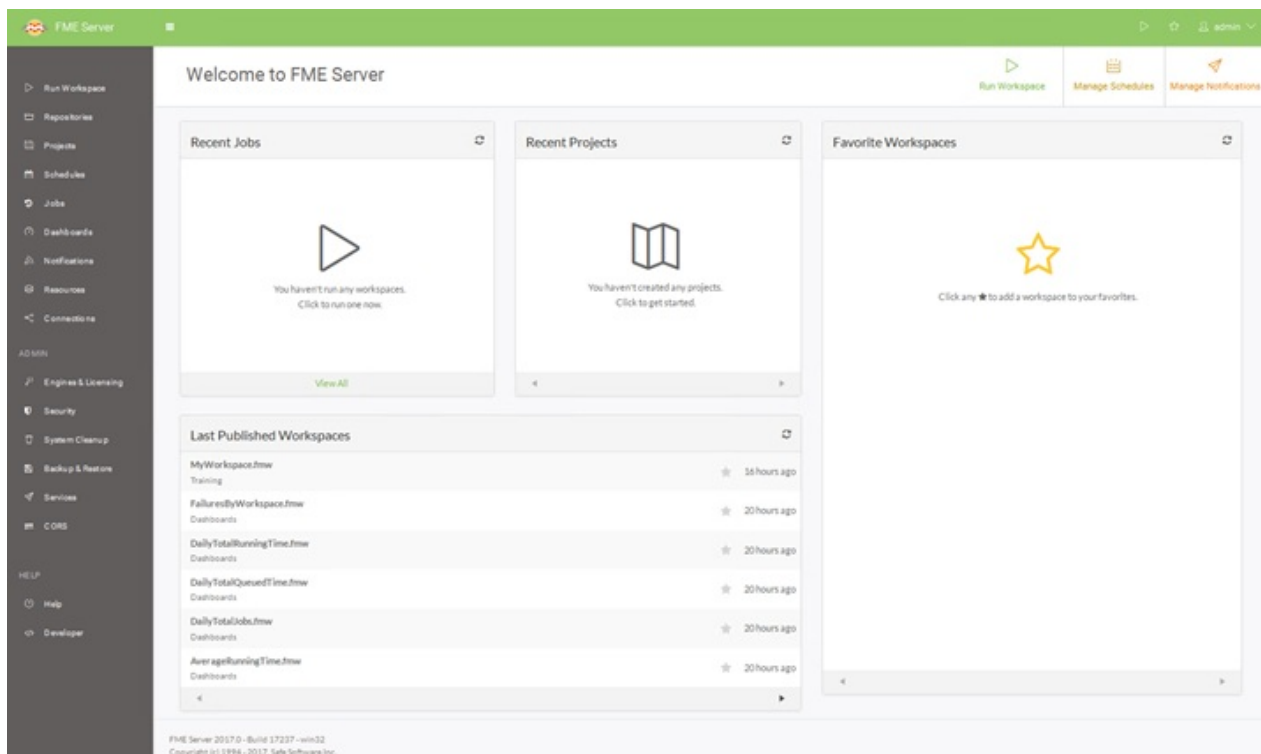 FME Server
admin
Run Workspace
Repositories
Projects
Schedules
Jobs
Dashboards
Notifications
Resources
Connections
ADMIN
Engines & Licensing
Security
System Cleanup
Backup & Restore
Services
CORS
HELP
Help
Developer
Welcome to FME Server
Run Workspace
Manage Schedules
Manage Notifications
Recent Jobs
You haven't run any workspaces.
Click to run one now.
View All
Recent Projects
You haven't created any projects.
Click to get started.
Favorite Workspaces
Click any ★ to add a workspace to your favorites.
Last Published Workspaces
MyWorkspace.fmw
Training
16 hours ago
FailuresByWorkspace.fmw
Dashboards
20 hours ago
DailyTotalRunningTime.fmw
Dashboards
20 hours ago
DailyTotalQueuedTime.fmw
Dashboards
20 hours ago
DailyTotalJobs.fmw
Dashboards
20 hours ago
AverageRunningTime.fmw
Dashboards
20 hours ago
FME Server 2017.0 - Build 17237 - win32
Copyright (c) 1994 - 2017, Safe Software Inc.